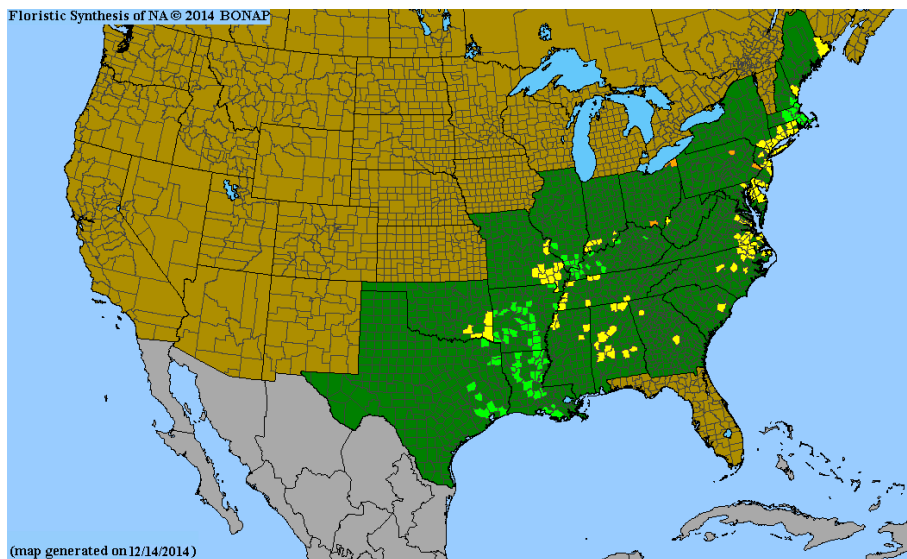 Floristic Synthesis of NA © 2014 BONAP
(map generated on 12/14/2014)